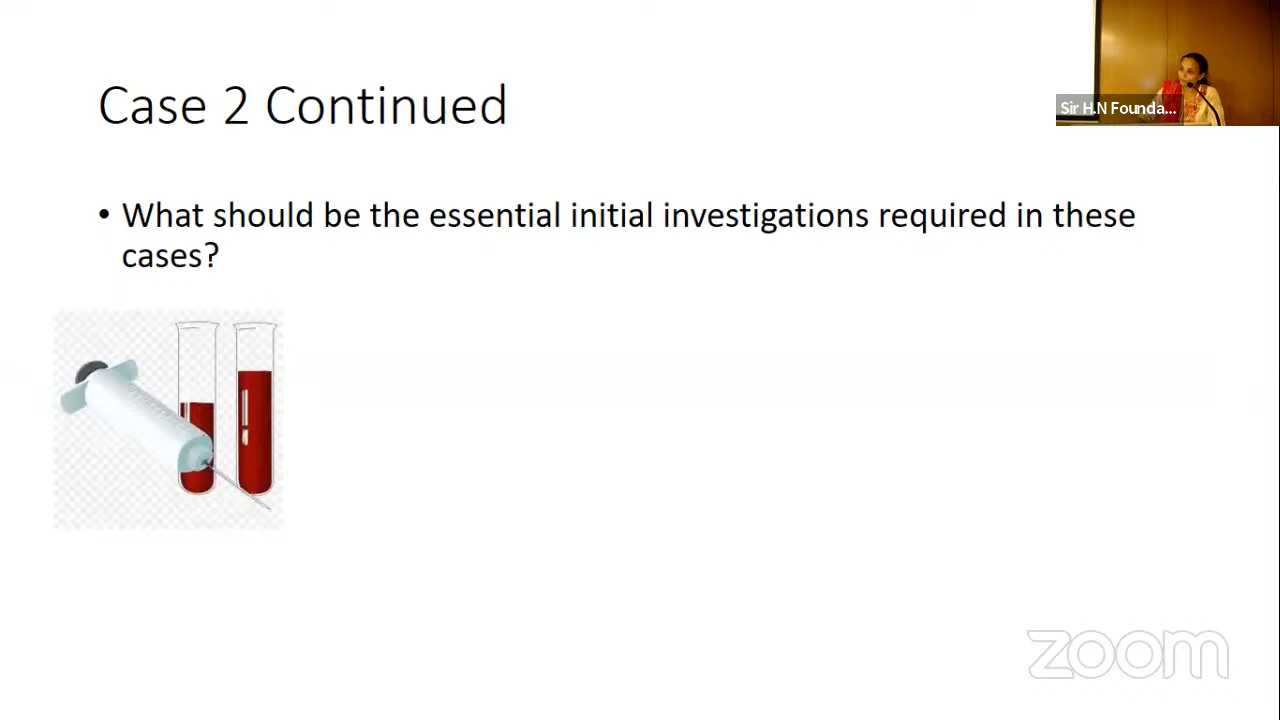 Case 2 Continued
Sir H.N Founda...
• What should be the essential initial investigations required in these
cases?
zoom